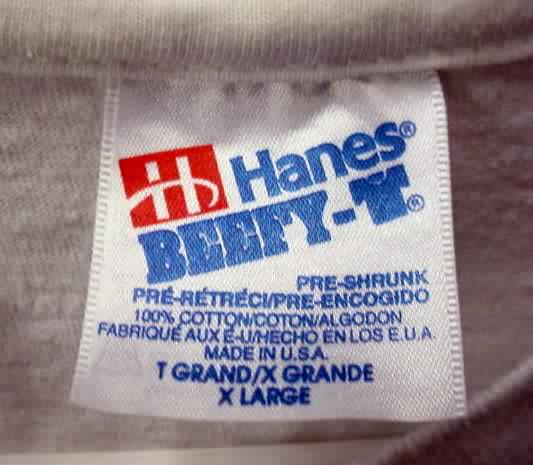 H Hanes®
BEEFY-T®
PRE-SHRUNK
PRÉ-RÉTRÉCI/PRE-ENCOGIDO
100% COTTON/COTON/ALGODON
FABRIQUÉ AUX É-U/HECHO EN LOS E.U.A.
MADE IN U.S.A.
T GRAND/X GRANDE
X LARGE